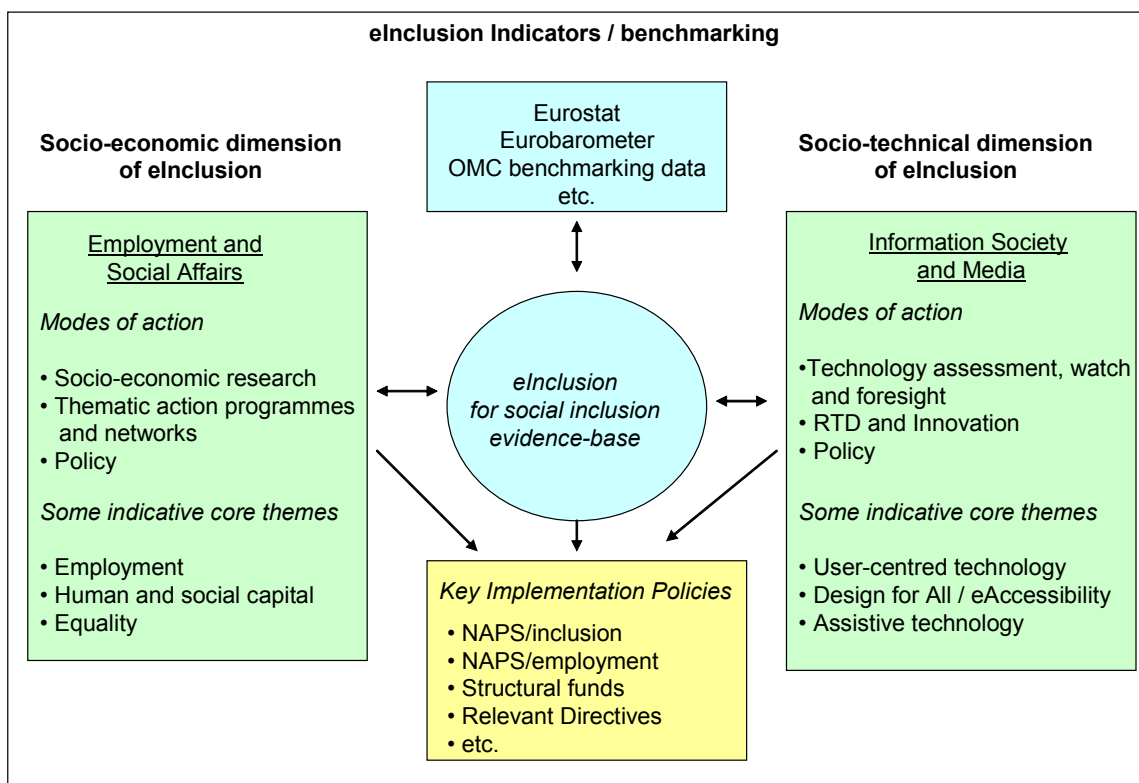 eInclusion Indicators / benchmarking
Eurostat
Eurobarometer
OMC benchmarking data
etc.
Socio-economic dimension
of eInclusion
Employment and
Social Affairs
Modes of action
• Socio-economic research
• Thematic action programmes
and networks
• Policy
Some indicative core themes
• Employment
• Human and social capital
• Equality
eInclusion
for social inclusion
evidence-base
Key Implementation Policies
• NAPS/inclusion
• NAPS/employment
• Structural funds
• Relevant Directives
• etc.
Socio-technical dimension
of eInclusion
Information Society
and Media
Modes of action
•Technology assessment, watch
and foresight
• RTD and Innovation
• Policy
Some indicative core themes
• User-centred technology
• Design for All / eAccessibility
• Assistive technology